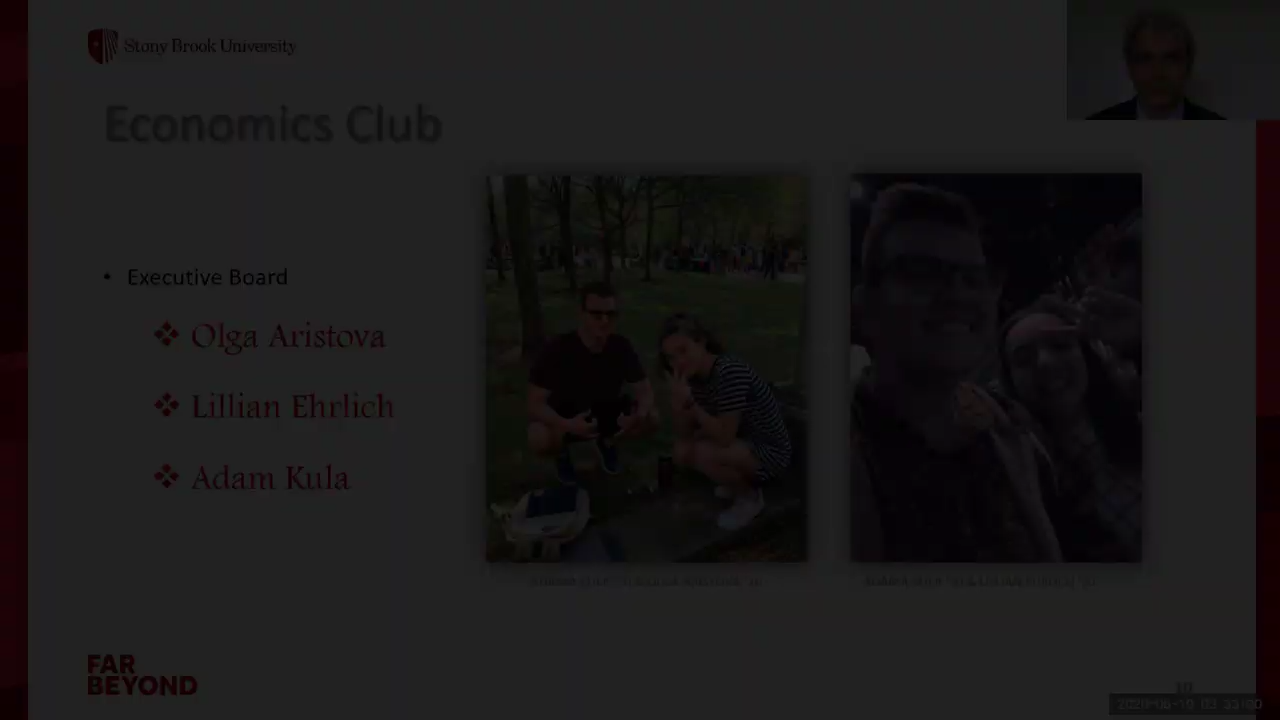 Stony Brook University
Economics Club
• Executive Board
❖ Olga Aristova
❖ Lillian Ehrlich
❖ Adam Kula
FAR
BEYOND